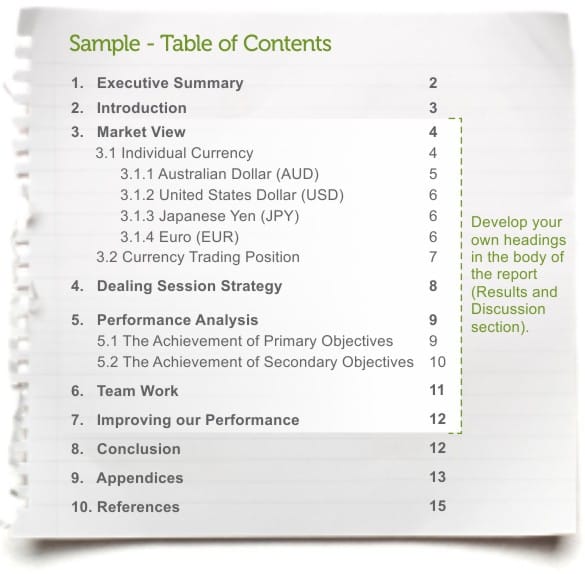 Sample - Table of Contents
1. Executive Summary 2
2. Introduction 3
3. Market View 4
3.1 Individual Currency 4
3.1.1 Australian Dollar (AUD) 5
3.1.2 United States Dollar (USD) 6
3.1.3 Japanese Yen (JPY) 6
3.1.4 Euro (EUR) 6
3.2 Currency Trading Position 7
4. Dealing Session Strategy 8
5. Performance Analysis 9
5.1 The Achievement of Primary Objectives 9
5.2 The Achievement of Secondary Objectives 10
6. Team Work 11
7. Improving our Performance 12
8. Conclusion 12
9. Appendices 13
10. References 15
Develop your
own headings
in the body of
the report
(Results and
Discussion
section).